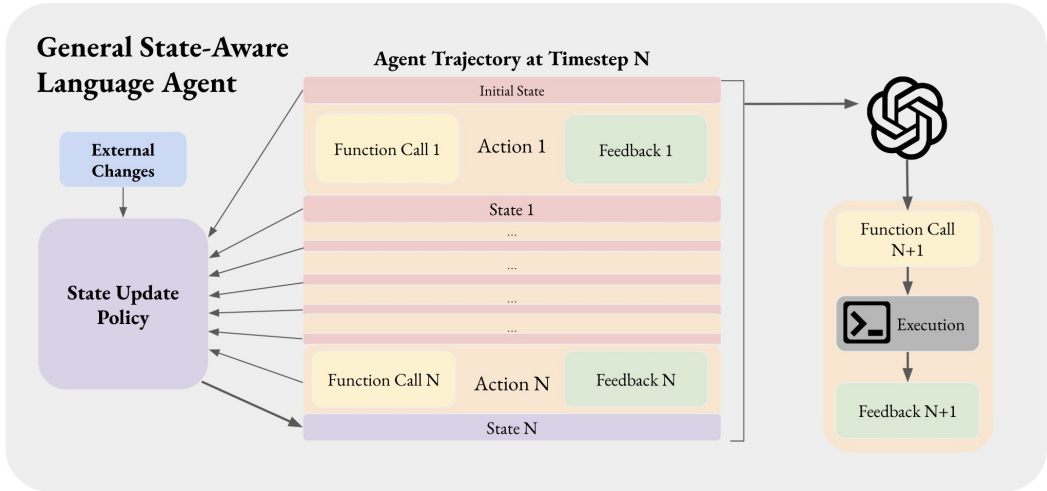 General State-Aware
Language Agent
Agent Trajectory at Timestep N
Initial State
Function Call 1
Action 1
Feedback 1
External
Changes
State 1
...
...
...
...
State Update
Policy
Function Call N
Action N
Feedback N
State N
Function Call
N+1
Execution
Feedback N+1